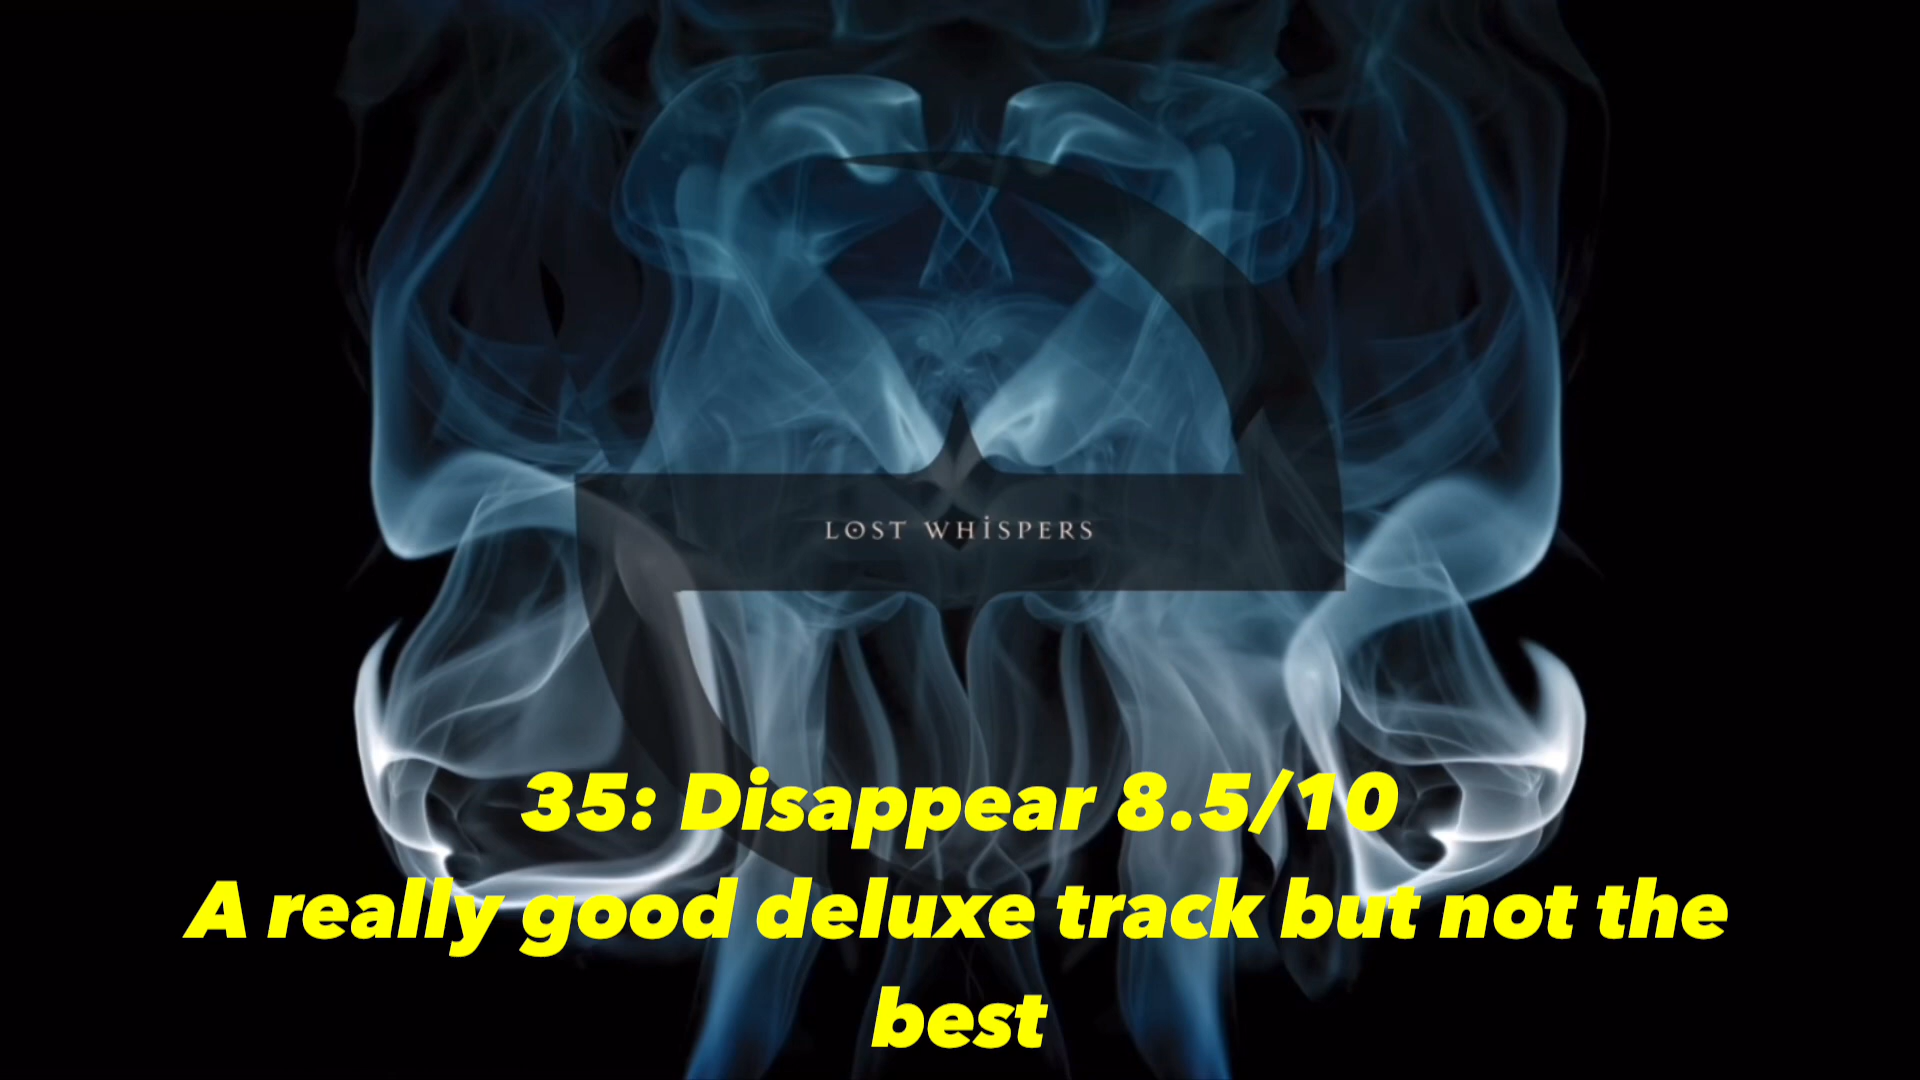 LOST WHiSPERS
35: Disappear 8.5/10
A really good deluxe track but not the
best